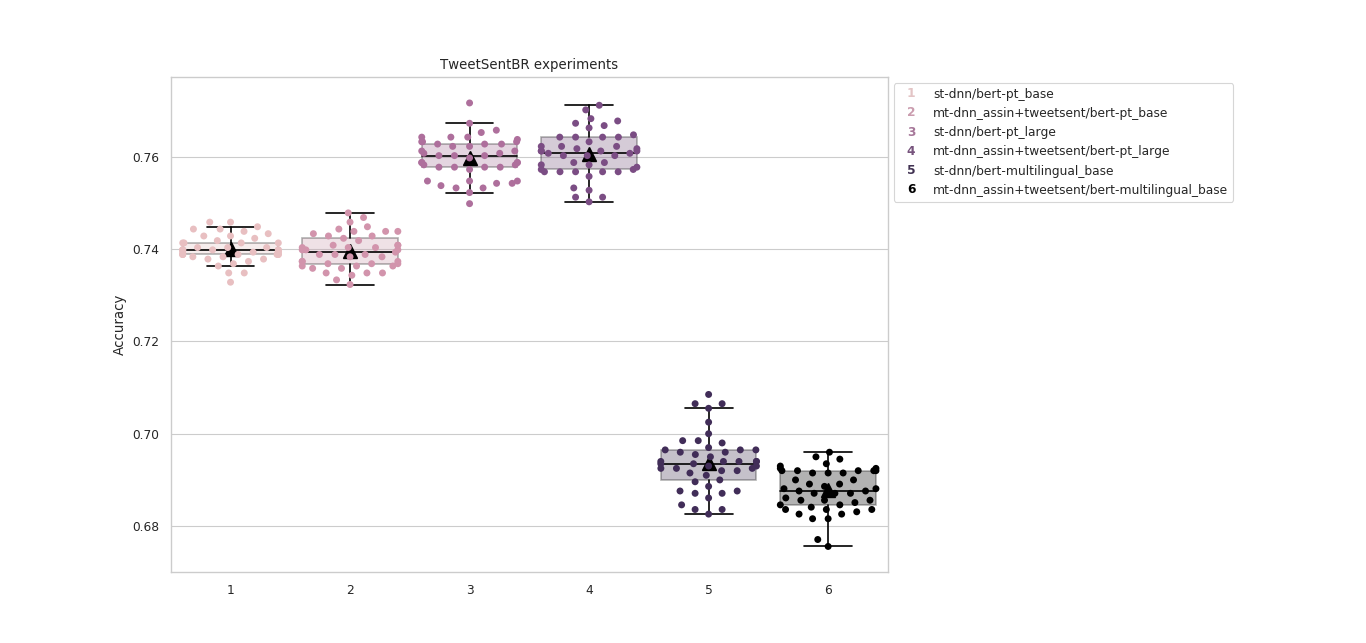 TweetSentBR experiments
1 st-dnn/bert-pt_base
2 mt-dnn_assin+tweetsent/bert-pt_base
3 st-dnn/bert-pt_large
4 mt-dnn_assin+tweetsent/bert-pt_large
5 st-dnn/bert-multilingual_base
6 mt-dnn_assin+tweetsent/bert-multilingual_base
Accuracy
0.76
0.74
0.72
0.70
0.68
1 2 3 4 5 6